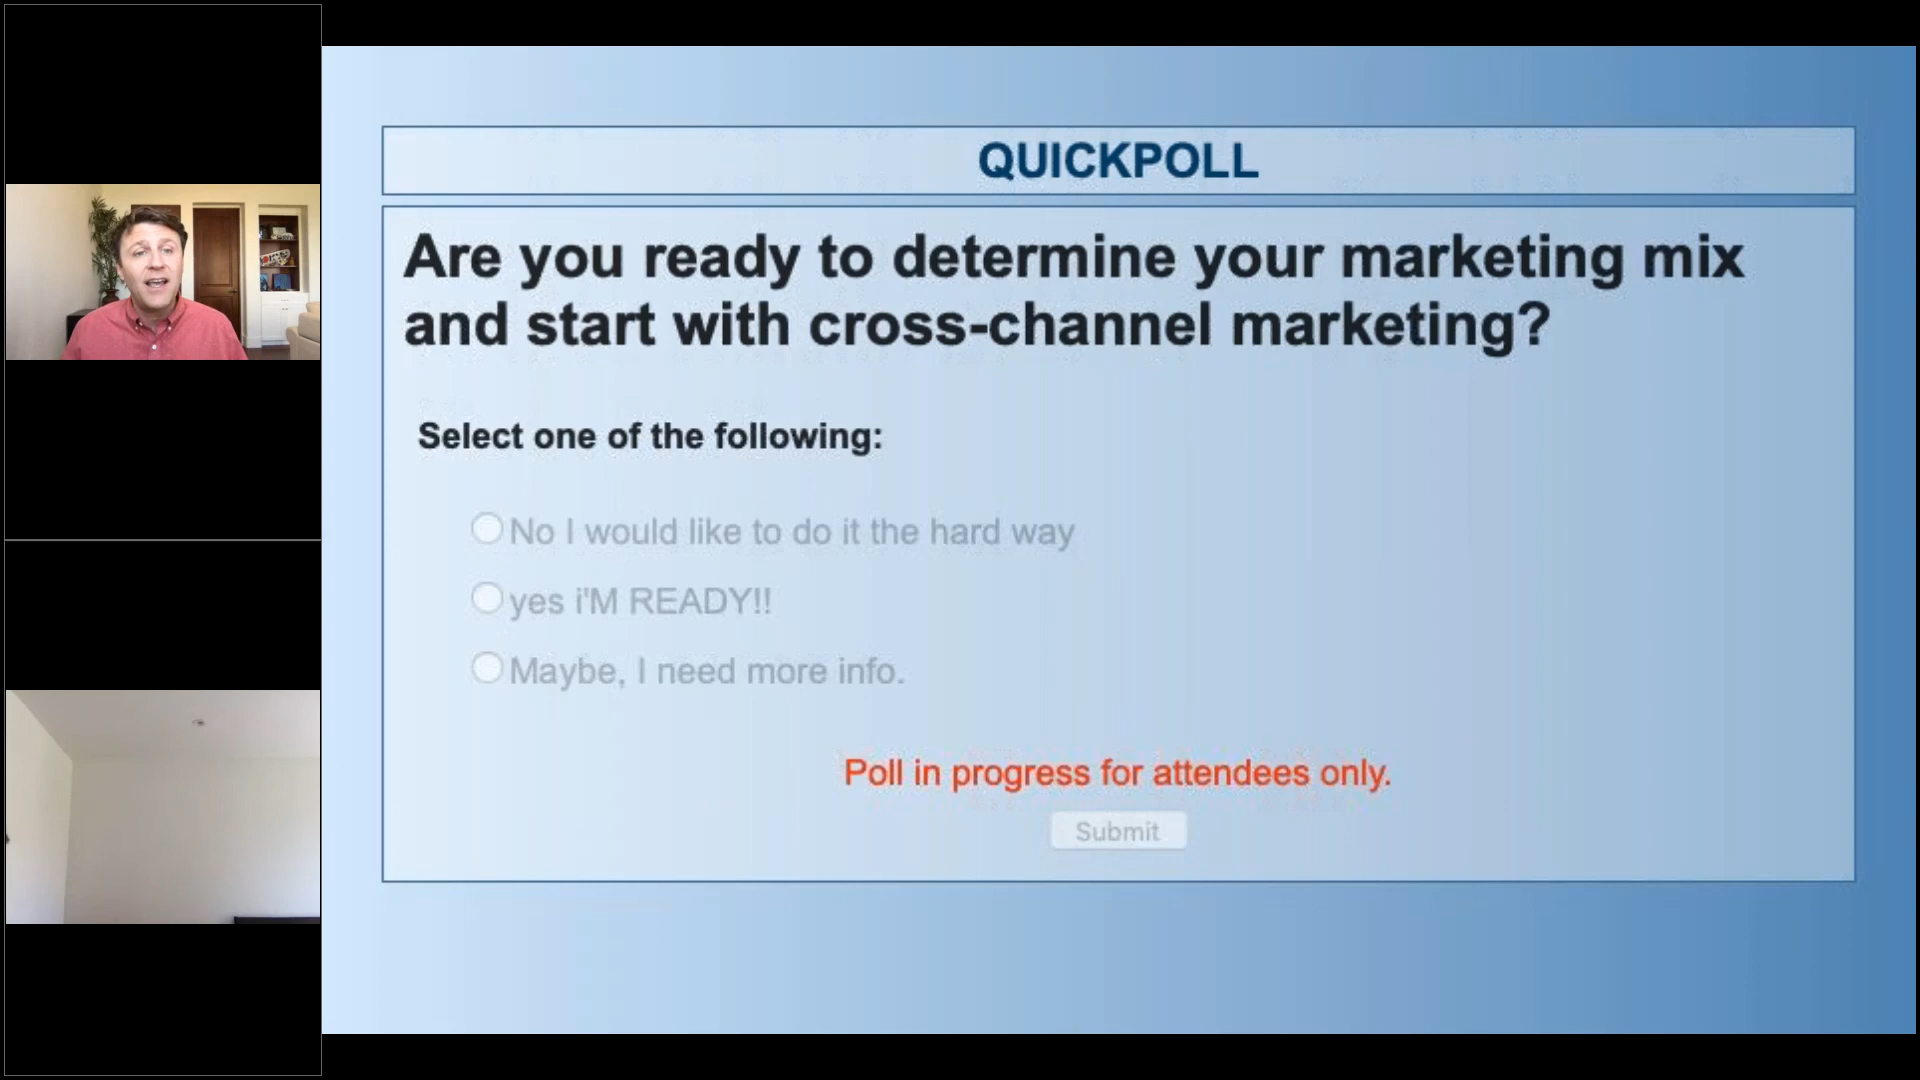 QUICKPOLL
Are you ready to determine your marketing mix
and start with cross-channel marketing?
Select one of the following:
No I would like to do it the hard way
yes i'M READY!!
Maybe, I need more info.
Poll in progress for attendees only.
Submit